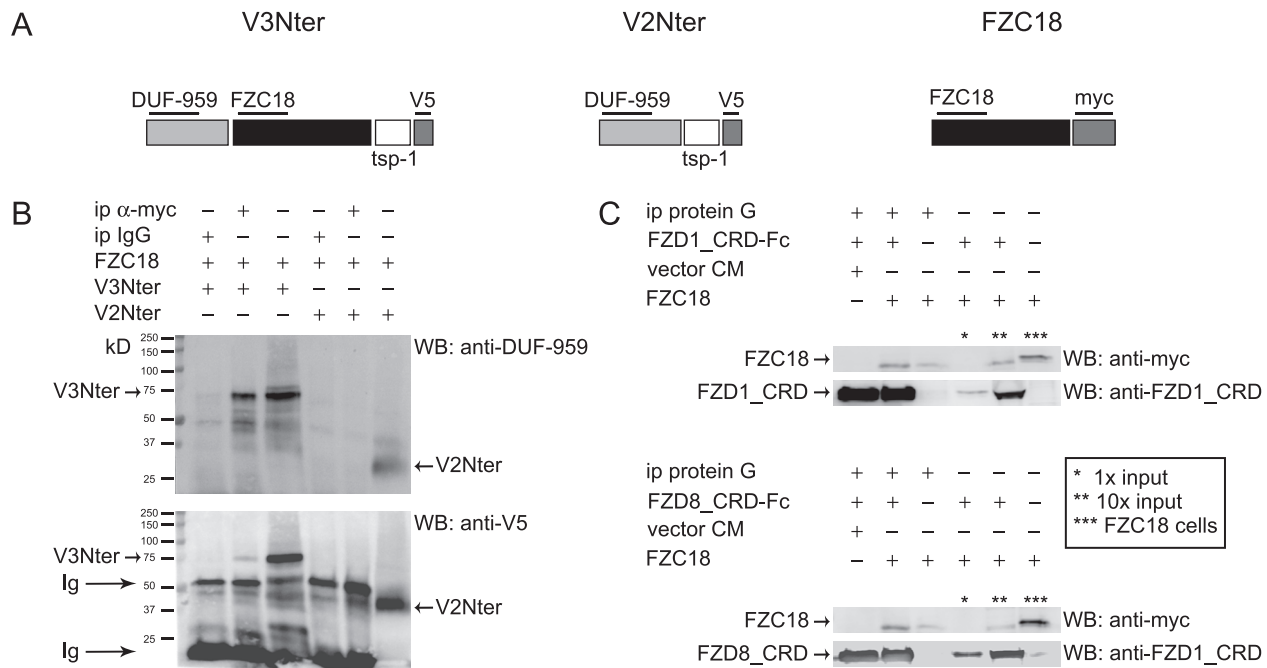 A
V3Nter
V2Nter
FZC18
DUF-959
FZC18
V5
tsp-1
DUF-959
V5
tsp-1
FZC18
myc
B
ip α-myc – + – – + –
ip IgG + – – + – –
FZC18 + + + + + +
V3Nter + + + – – –
V2Nter – – – + + +
kD
250
150
100
75
50
37
25
V3Nter→
WB: anti-DUF-959
←V2Nter
250
150
100
75
50
37
25
V3Nter→
Ig →
Ig →
WB: anti-V5
←V2Nter
C
ip protein G + + + – – –
FZD1_CRD-Fc + + – + + –
vector CM + – – – – –
FZC18 – + + + + +
* ** ***
FZC18→ WB: anti-myc
FZD1_CRD→ WB: anti-FZD1_CRD
ip protein G + + + – – –
FZD8_CRD-Fc + + – + + –
vector CM + – – – – –
FZC18 – + + + + +
* ** ***
FZC18→ WB: anti-myc
FZD8_CRD→ WB: anti-FZD1_CRD
* 1x input
** 10x input
*** FZC18 cells